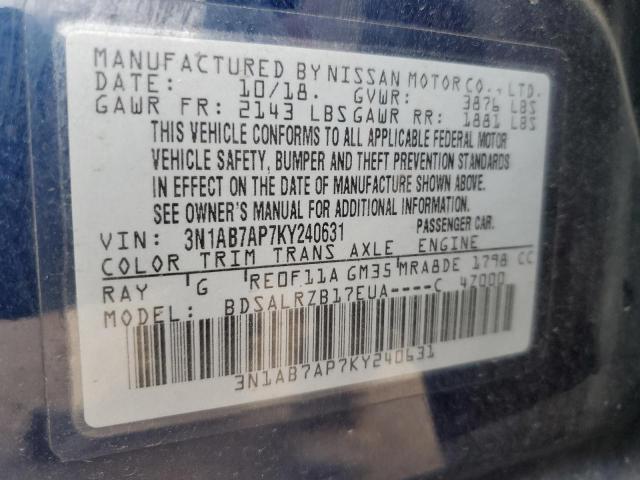 MANUFACTURED BY NISSAN MOTOR CO., LTD.
DATE: 10/18. GVWR: 3876 LBS
GAWR FR: 2143 LBS GAWR RR: 1881 LBS
THIS VEHICLE CONFORMS TO ALL APPLICABLE FEDERAL MOTOR
VEHICLE SAFETY, BUMPER AND THEFT PREVENTION STANDARDS
IN EFFECT ON THE DATE OF MANUFACTURE SHOWN ABOVE.
SEE OWNER'S MANUAL FOR ADDITIONAL INFORMATION.
VIN: 3N1AB7AP7KY240631 PASSENGER CAR.
COLOR TRIM TRANS AXLE ENGINE
RAY G RE0F11A GM35 MRA8DE 1798 CC
MODEL: BDSALRZB17EUA----C 47000
3N1AB7AP7KY240631